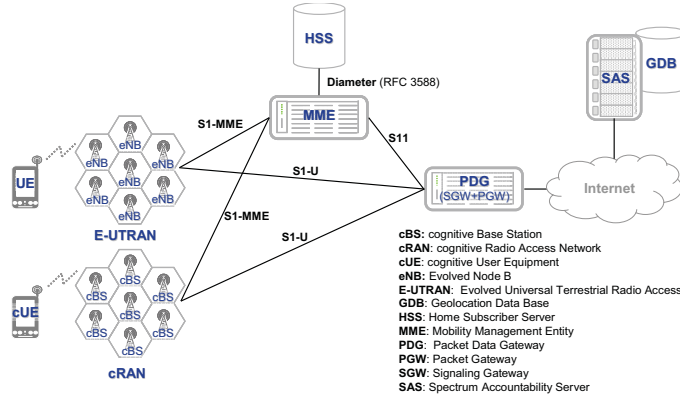 HSS
GDB
SAS
Diameter (RFC 3588)
MME
S1-MME
S11
eNB
eNB
eNB
eNB
eNB
eNB
eNB
UE
S1-U
PDG
(SGW+PGW)
Internet
E-UTRAN
S1-MME
S1-U
cBS
cBS
cBS
cBS
cBS
cBS
cBS
cUE
cRAN
cBS: cognitive Base Station
cRAN: cognitive Radio Access Network
cUE: cognitive User Equipment
eNB: Evolved Node B
E-UTRAN: Evolved Universal Terrestrial Radio Access
GDB: Geolocation Data Base
HSS: Home Subscriber Server
MME: Mobility Management Entity
PDG: Packet Data Gateway
PGW: Packet Gateway
SGW: Signaling Gateway
SAS: Spectrum Accountability Server